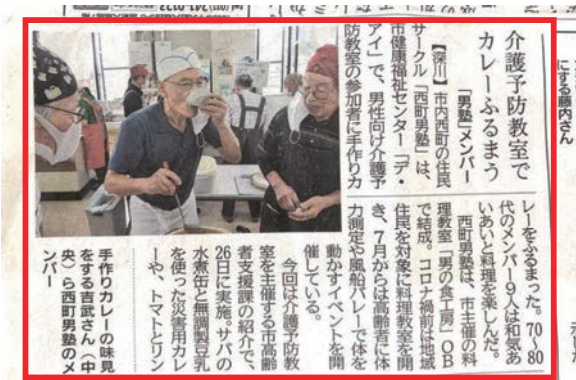 にする藤内さん
介護予防教室で
カレーふるまう
「男塾」メンバー
【深川】市内西町の住民
サークル「西町男塾」は、
市健康福祉センター「デ・
アイ」で、男性向け介護予
防教室の参加者に手作りカ
レーをふるまった。70～80
代のメンバー9人は和気あ
いあいと料理を楽しんだ。
西町男塾は、市主催の料
理教室「男の食工房」OB
で結成。コロナ禍前は地域
住民を対象に料理教室を開
き、7月からは高齢者に体
力測定や風船バレーで体を
動かすイベントを開
催している。
今回は介護予防教
室を主催する市高齢
者支援課の紹介で、
26日に実施。サバの
水煮缶と無調製豆乳
を使った災害用カレ
ーや、トマトとリン
手作りカレーの味見
をする吉武さん（中
央）ら西町男塾のメ
ンバー